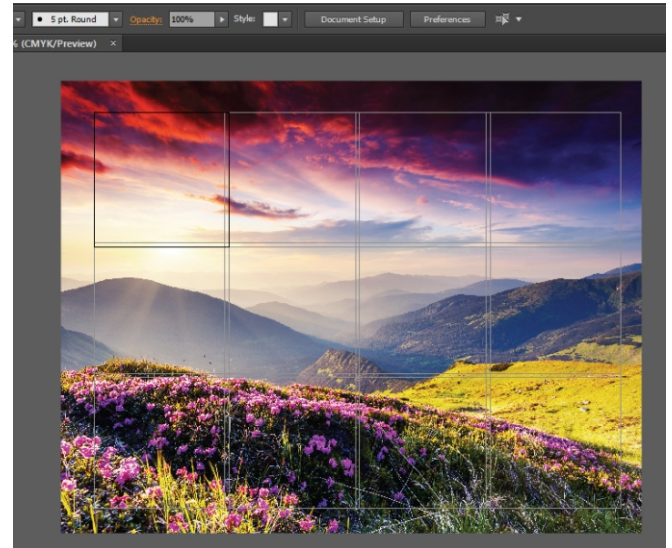 5 pt. Round Opacity: 100% Style: Document Setup Preferences
% (CMYK/Preview) ×